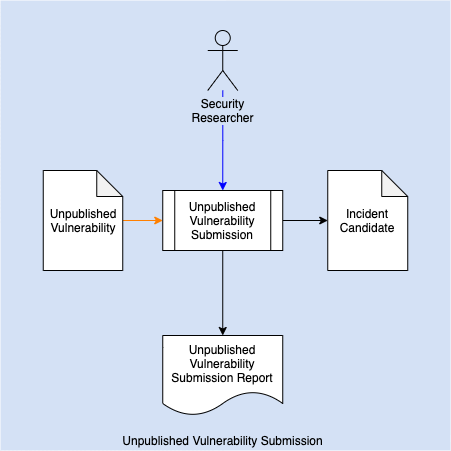 Security
Researcher
Unpublished
Vulnerability
Unpublished
Vulnerability
Submission
Incident
Candidate
Unpublished
Vulnerability
Submission Report
Unpublished Vulnerability Submission